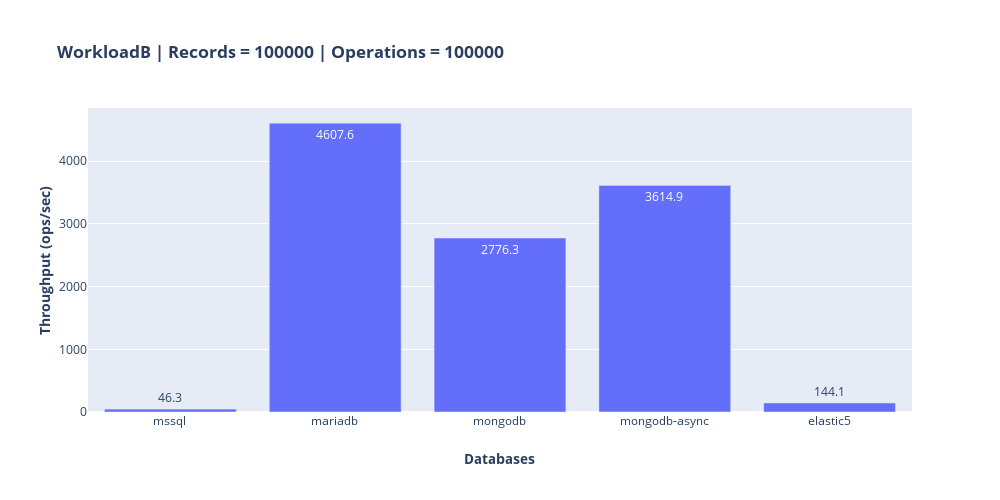 WorkloadB | Records = 100000 | Operations = 100000
Throughput (ops/sec)
4000
3000
2000
1000
0
46.3
4607.6
2776.3
3614.9
144.1
mssql
mariadb
mongodb
mongodb-async
elastic5
Databases